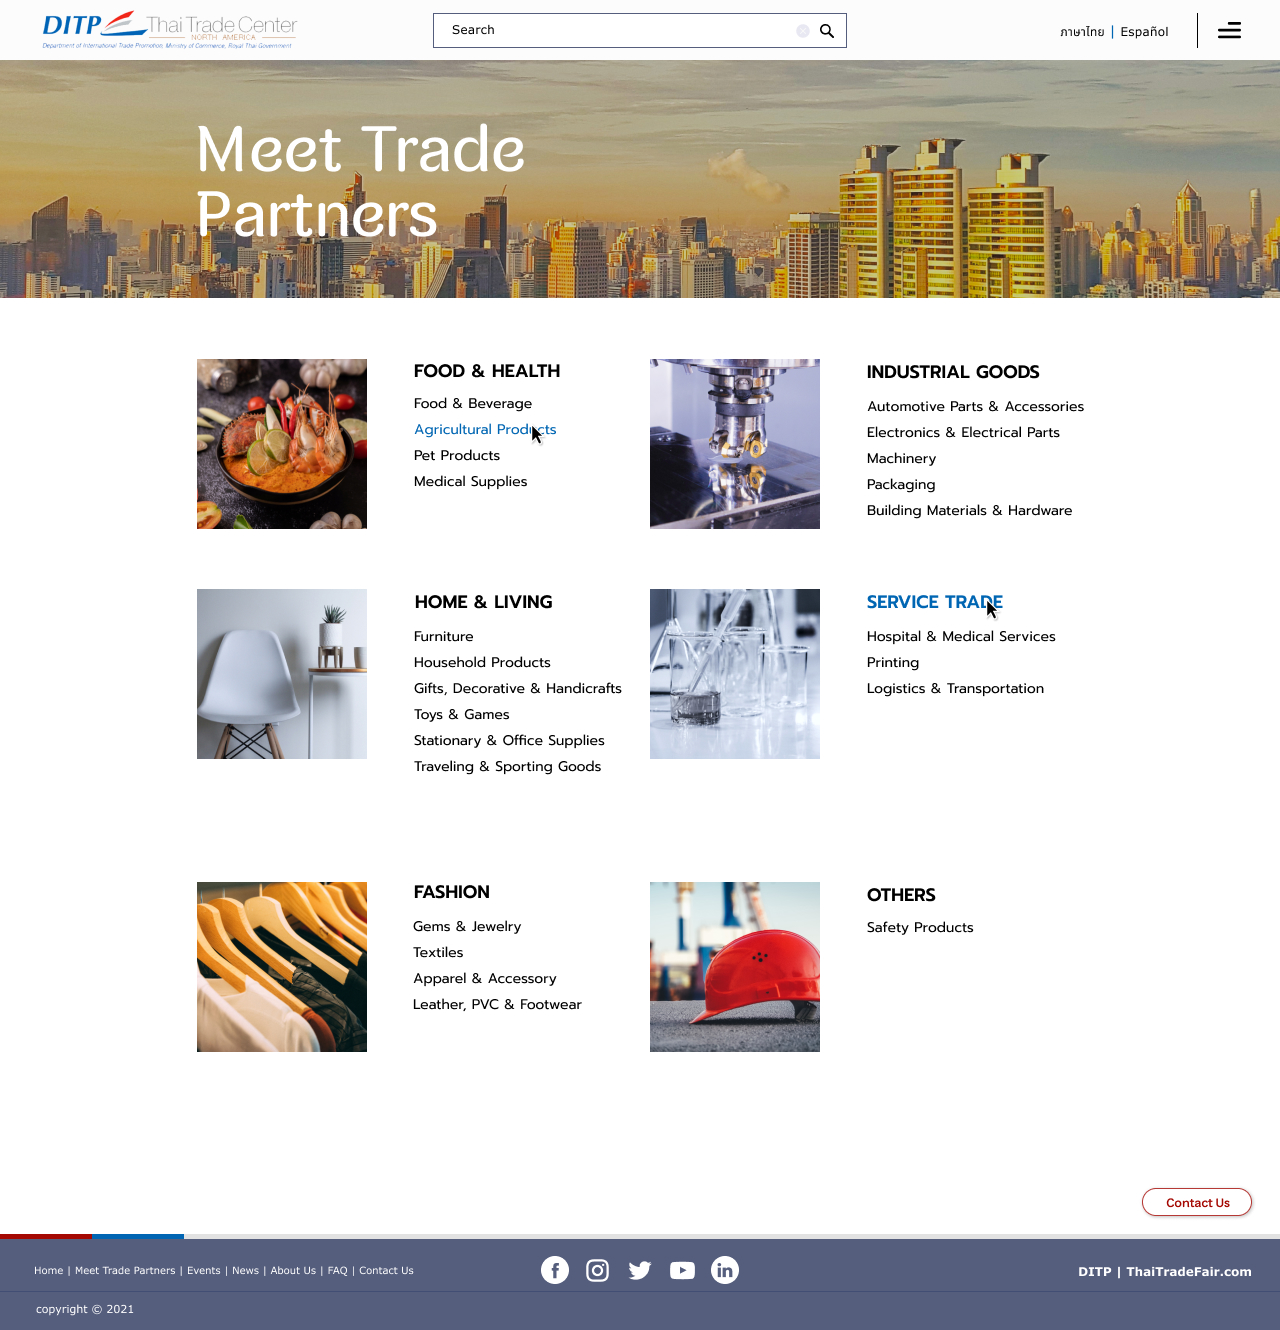 DITP Thai Trade Center
NORTH AMERICA
Department of International Trade Promotion, Ministry of Commerce, Royal Thai Government
Search
ภาษาไทย | Español
Meet Trade
Partners
FOOD & HEALTH
Food & Beverage
Agricultural Products
Pet Products
Medical Supplies
INDUSTRIAL GOODS
Automotive Parts & Accessories
Electronics & Electrical Parts
Machinery
Packaging
Building Materials & Hardware
HOME & LIVING
Furniture
Household Products
Gifts, Decorative & Handicrafts
Toys & Games
Stationary & Office Supplies
Traveling & Sporting Goods
SERVICE TRADE
Hospital & Medical Services
Printing
Logistics & Transportation
FASHION
Gems & Jewelry
Textiles
Apparel & Accessory
Leather, PVC & Footwear
OTHERS
Safety Products
Contact Us
Home | Meet Trade Partners | Events | News | About Us | FAQ | Contact Us
DITP | ThaiTradeFair.com
copyright © 2021